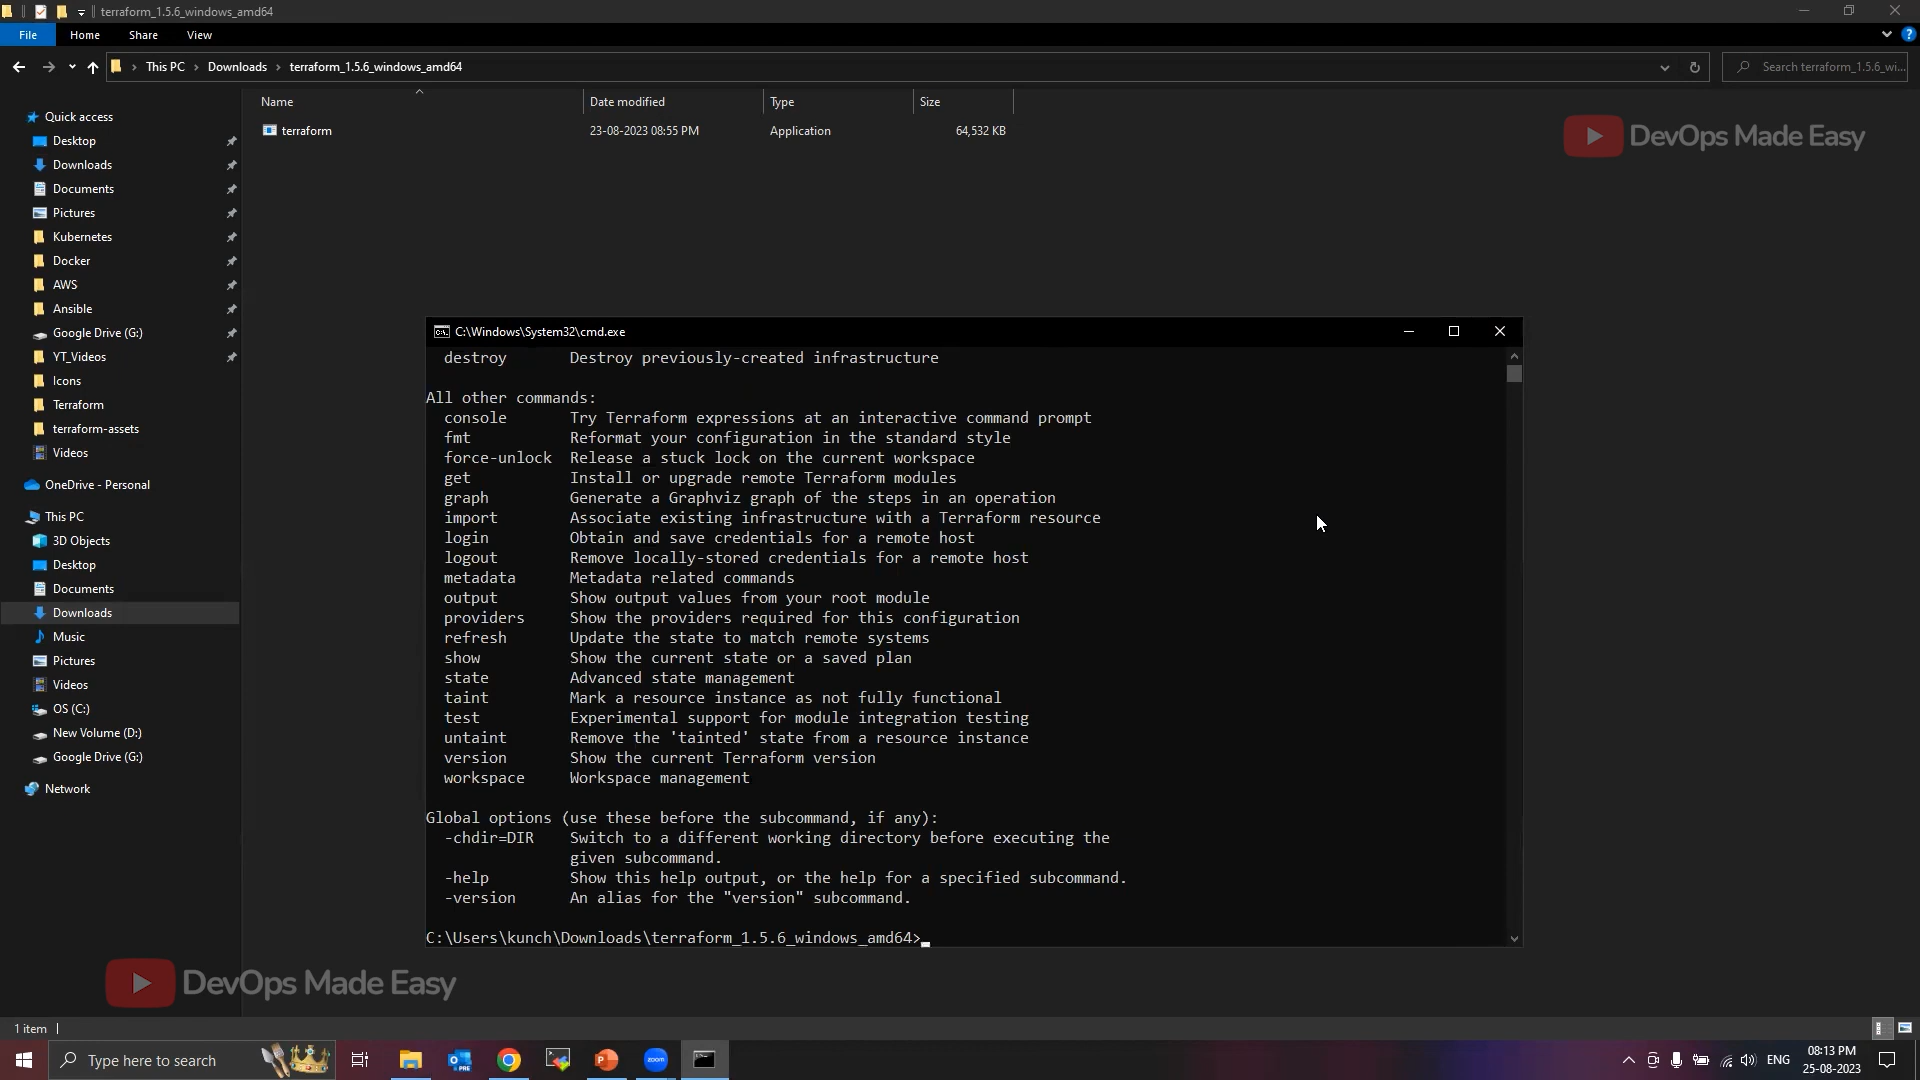 terraform_1.5.6_windows_amd64
File Home Share View
This PC > Downloads > terraform_1.5.6_windows_amd64
Search terraform_1.5.6_wi...
Name Date modified Type Size
terraform 23-08-2023 08:55 PM Application 64,532 KB
DevOps Made Easy
Quick access
Desktop
Downloads
Documents
Pictures
Kubernetes
Docker
AWS
Ansible
Google Drive (G:)
YT_Videos
Icons
Terraform
terraform-assets
Videos
OneDrive - Personal
This PC
3D Objects
Desktop
Documents
Downloads
Music
Pictures
Videos
OS (C:)
New Volume (D:)
Google Drive (G:)
Network
C:\Windows\System32\cmd.exe
destroy Destroy previously-created infrastructure
All other commands:
console Try Terraform expressions at an interactive command prompt
fmt Reformat your configuration in the standard style
force-unlock Release a stuck lock on the current workspace
get Install or upgrade remote Terraform modules
graph Generate a Graphviz graph of the steps in an operation
import Associate existing infrastructure with a Terraform resource
login Obtain and save credentials for a remote host
logout Remove locally-stored credentials for a remote host
metadata Metadata related commands
output Show output values from your root module
providers Show the providers required for this configuration
refresh Update the state to match remote systems
show Show the current state or a saved plan
state Advanced state management
taint Mark a resource instance as not fully functional
test Experimental support for module integration testing
untaint Remove the 'tainted' state from a resource instance
version Show the current Terraform version
workspace Workspace management
Global options (use these before the subcommand, if any):
-chdir=DIR Switch to a different working directory before executing the
given subcommand.
-help Show this help output, or the help for a specified subcommand.
-version An alias for the "version" subcommand.
C:\Users\kunch\Downloads\terraform_1.5.6_windows_amd64>
DevOps Made Easy
1 item
Type here to search
PRE
zoom
ENG
08:13 PM
25-08-2023